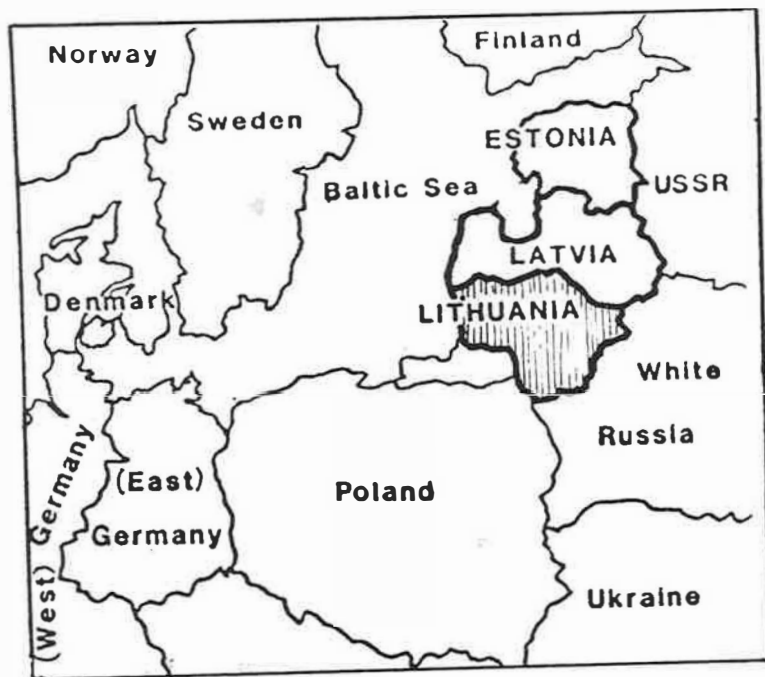 Norway
Finland
Sweden
ESTONIA
Baltic Sea
USSR
LATVIA
Denmark
LITHUANIA
White
Russia
(West) Germany
(East)
Germany
Poland
Ukraine